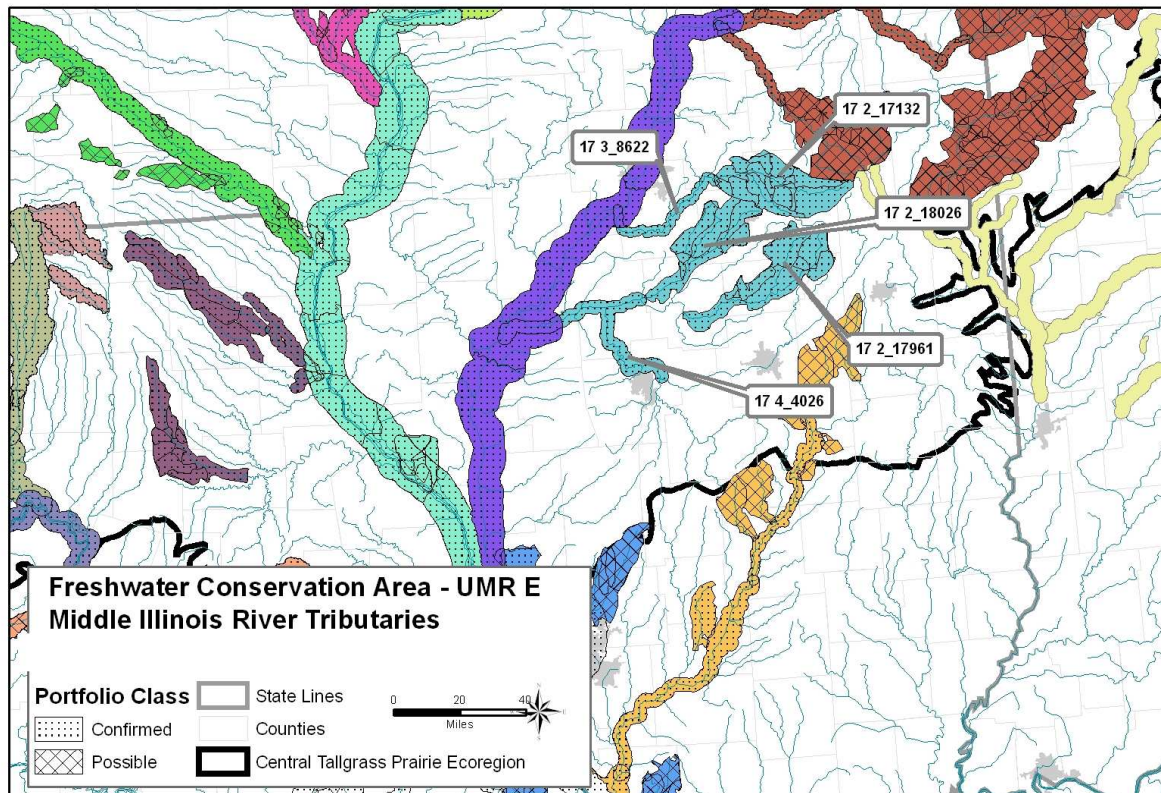 17 2_17132
17 3_8622
17 2_18026
17 2_17961
17 4_4026
Freshwater Conservation Area - UMR E
Middle Illinois River Tributaries
Portfolio Class
Confirmed
Possible
State Lines
Counties
Central Tallgrass Prairie Ecoregion
0 20 40
Miles